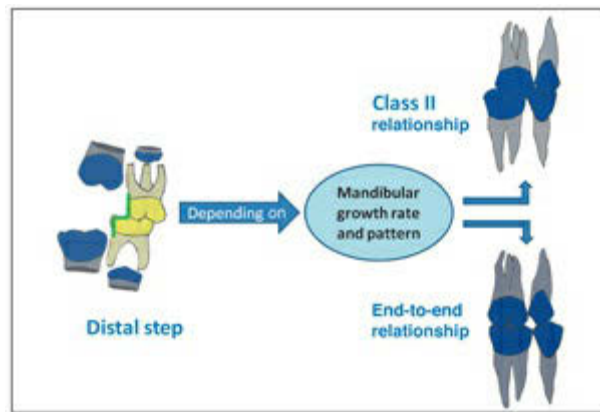 Distal step
Depending on
Mandibular
growth rate
and pattern
Class II
relationship
End-to-end
relationship